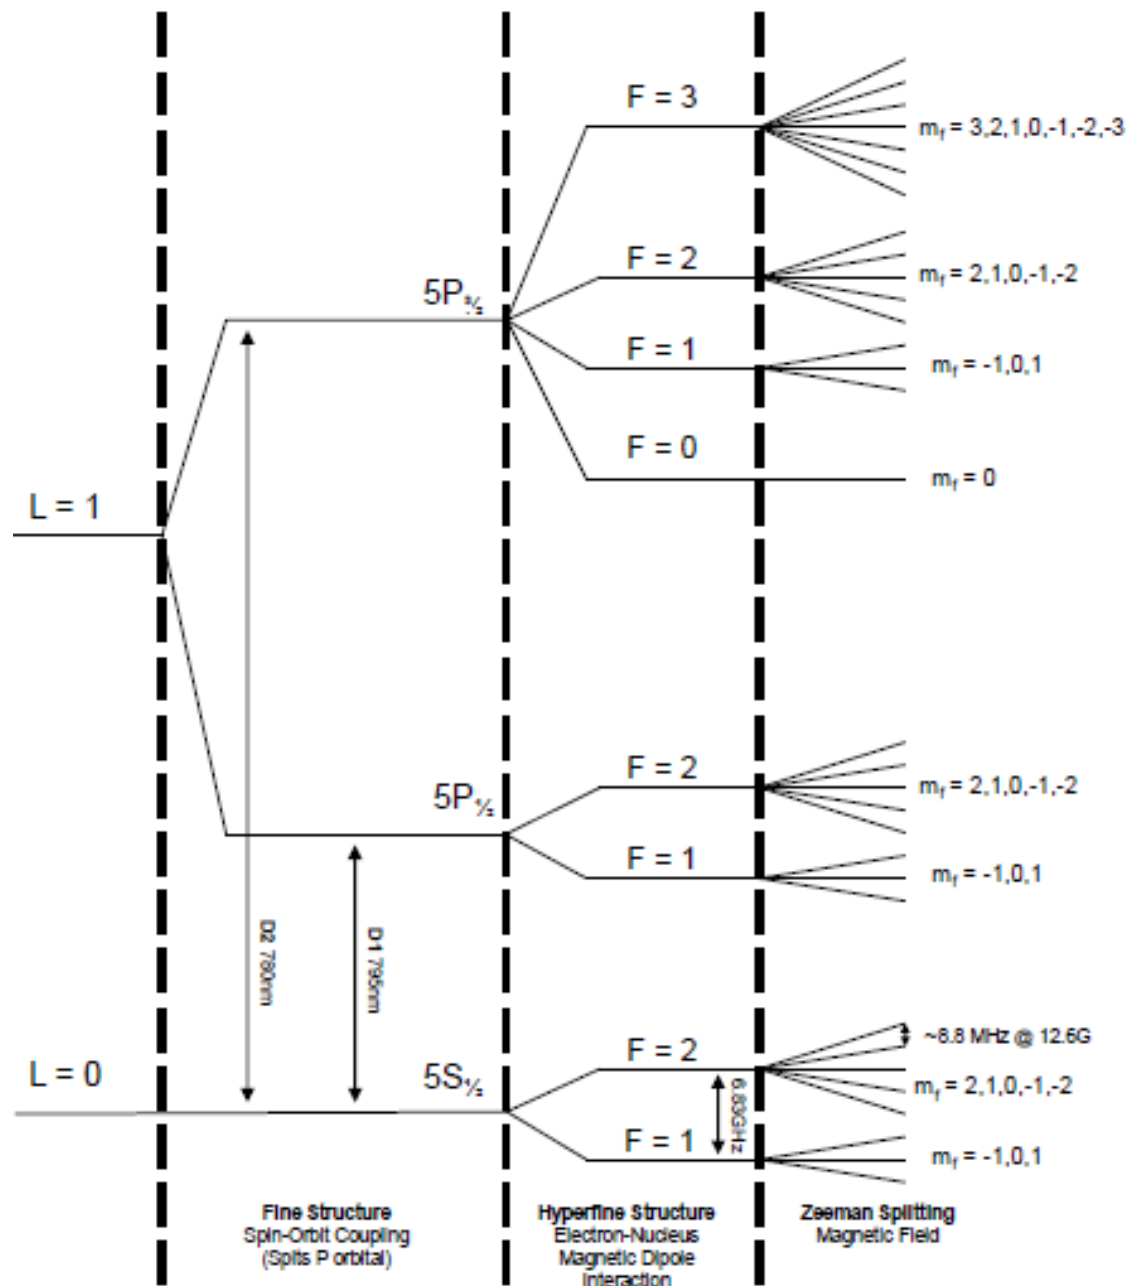 F = 3
m_f = 3,2,1,0,-1,-2,-3
F = 2
m_f = 2,1,0,-1,-2
5P₃⁄₂
F = 1
m_f = -1,0,1
F = 0
m_f = 0
L = 1
F = 2
m_f = 2,1,0,-1,-2
5P½
F = 1
m_f = -1,0,1
D2 780nm
D1 795nm
~8.8 MHz @ 12.6G
F = 2
L = 0
5S½
m_f = 2,1,0,-1,-2
6.83GHz
F = 1
m_f = -1,0,1
Fine Structure
Spin-Orbit Coupling
(Spits P orbital)
Hyperfine Structure
Electron-Nucleus
Magnetic Dipole
Interaction
Zeeman Splitting
Magnetic Field